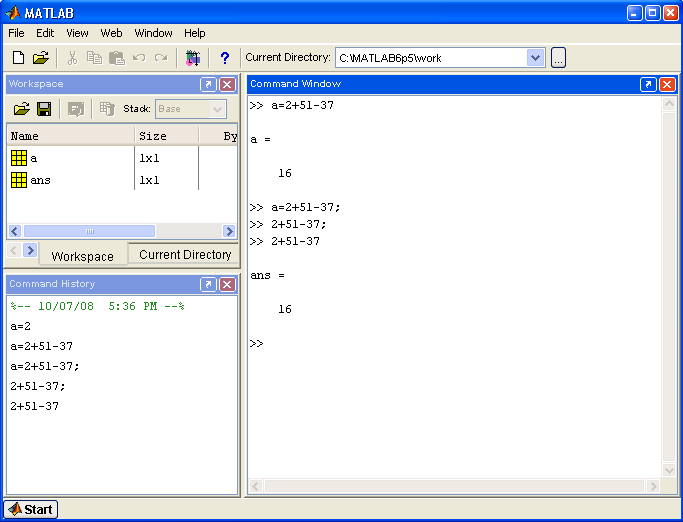 MATLAB
File Edit View Web Window Help
Current Directory: C:\MATLAB6p5\work ...
Workspace
Stack: Base
Name Size By
a 1x1
ans 1x1
Workspace Current Directory
Command History
%-- 10/07/08 5:36 PM --%
a=2
a=2+51-37
a=2+51-37;
2+51-37;
2+51-37
Command Window
>> a=2+51-37
a =
16
>> a=2+51-37;
>> 2+51-37;
>> 2+51-37
ans =
16
>>
Start